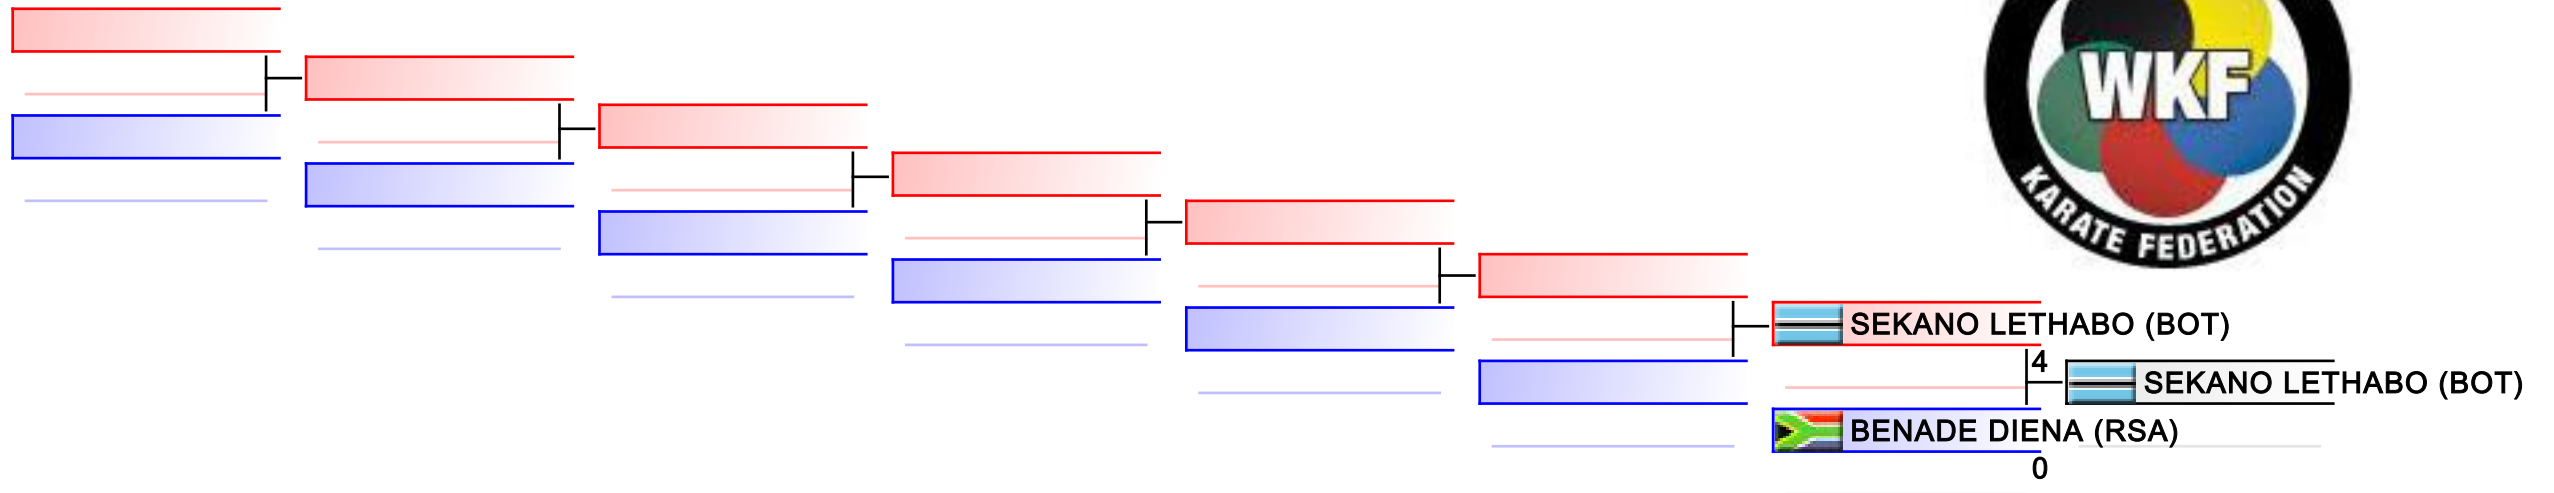 WKF
KARATE FEDERATION
SEKANO LETHABO (BOT)
4
SEKANO LETHABO (BOT)
BENADE DIENA (RSA)
0